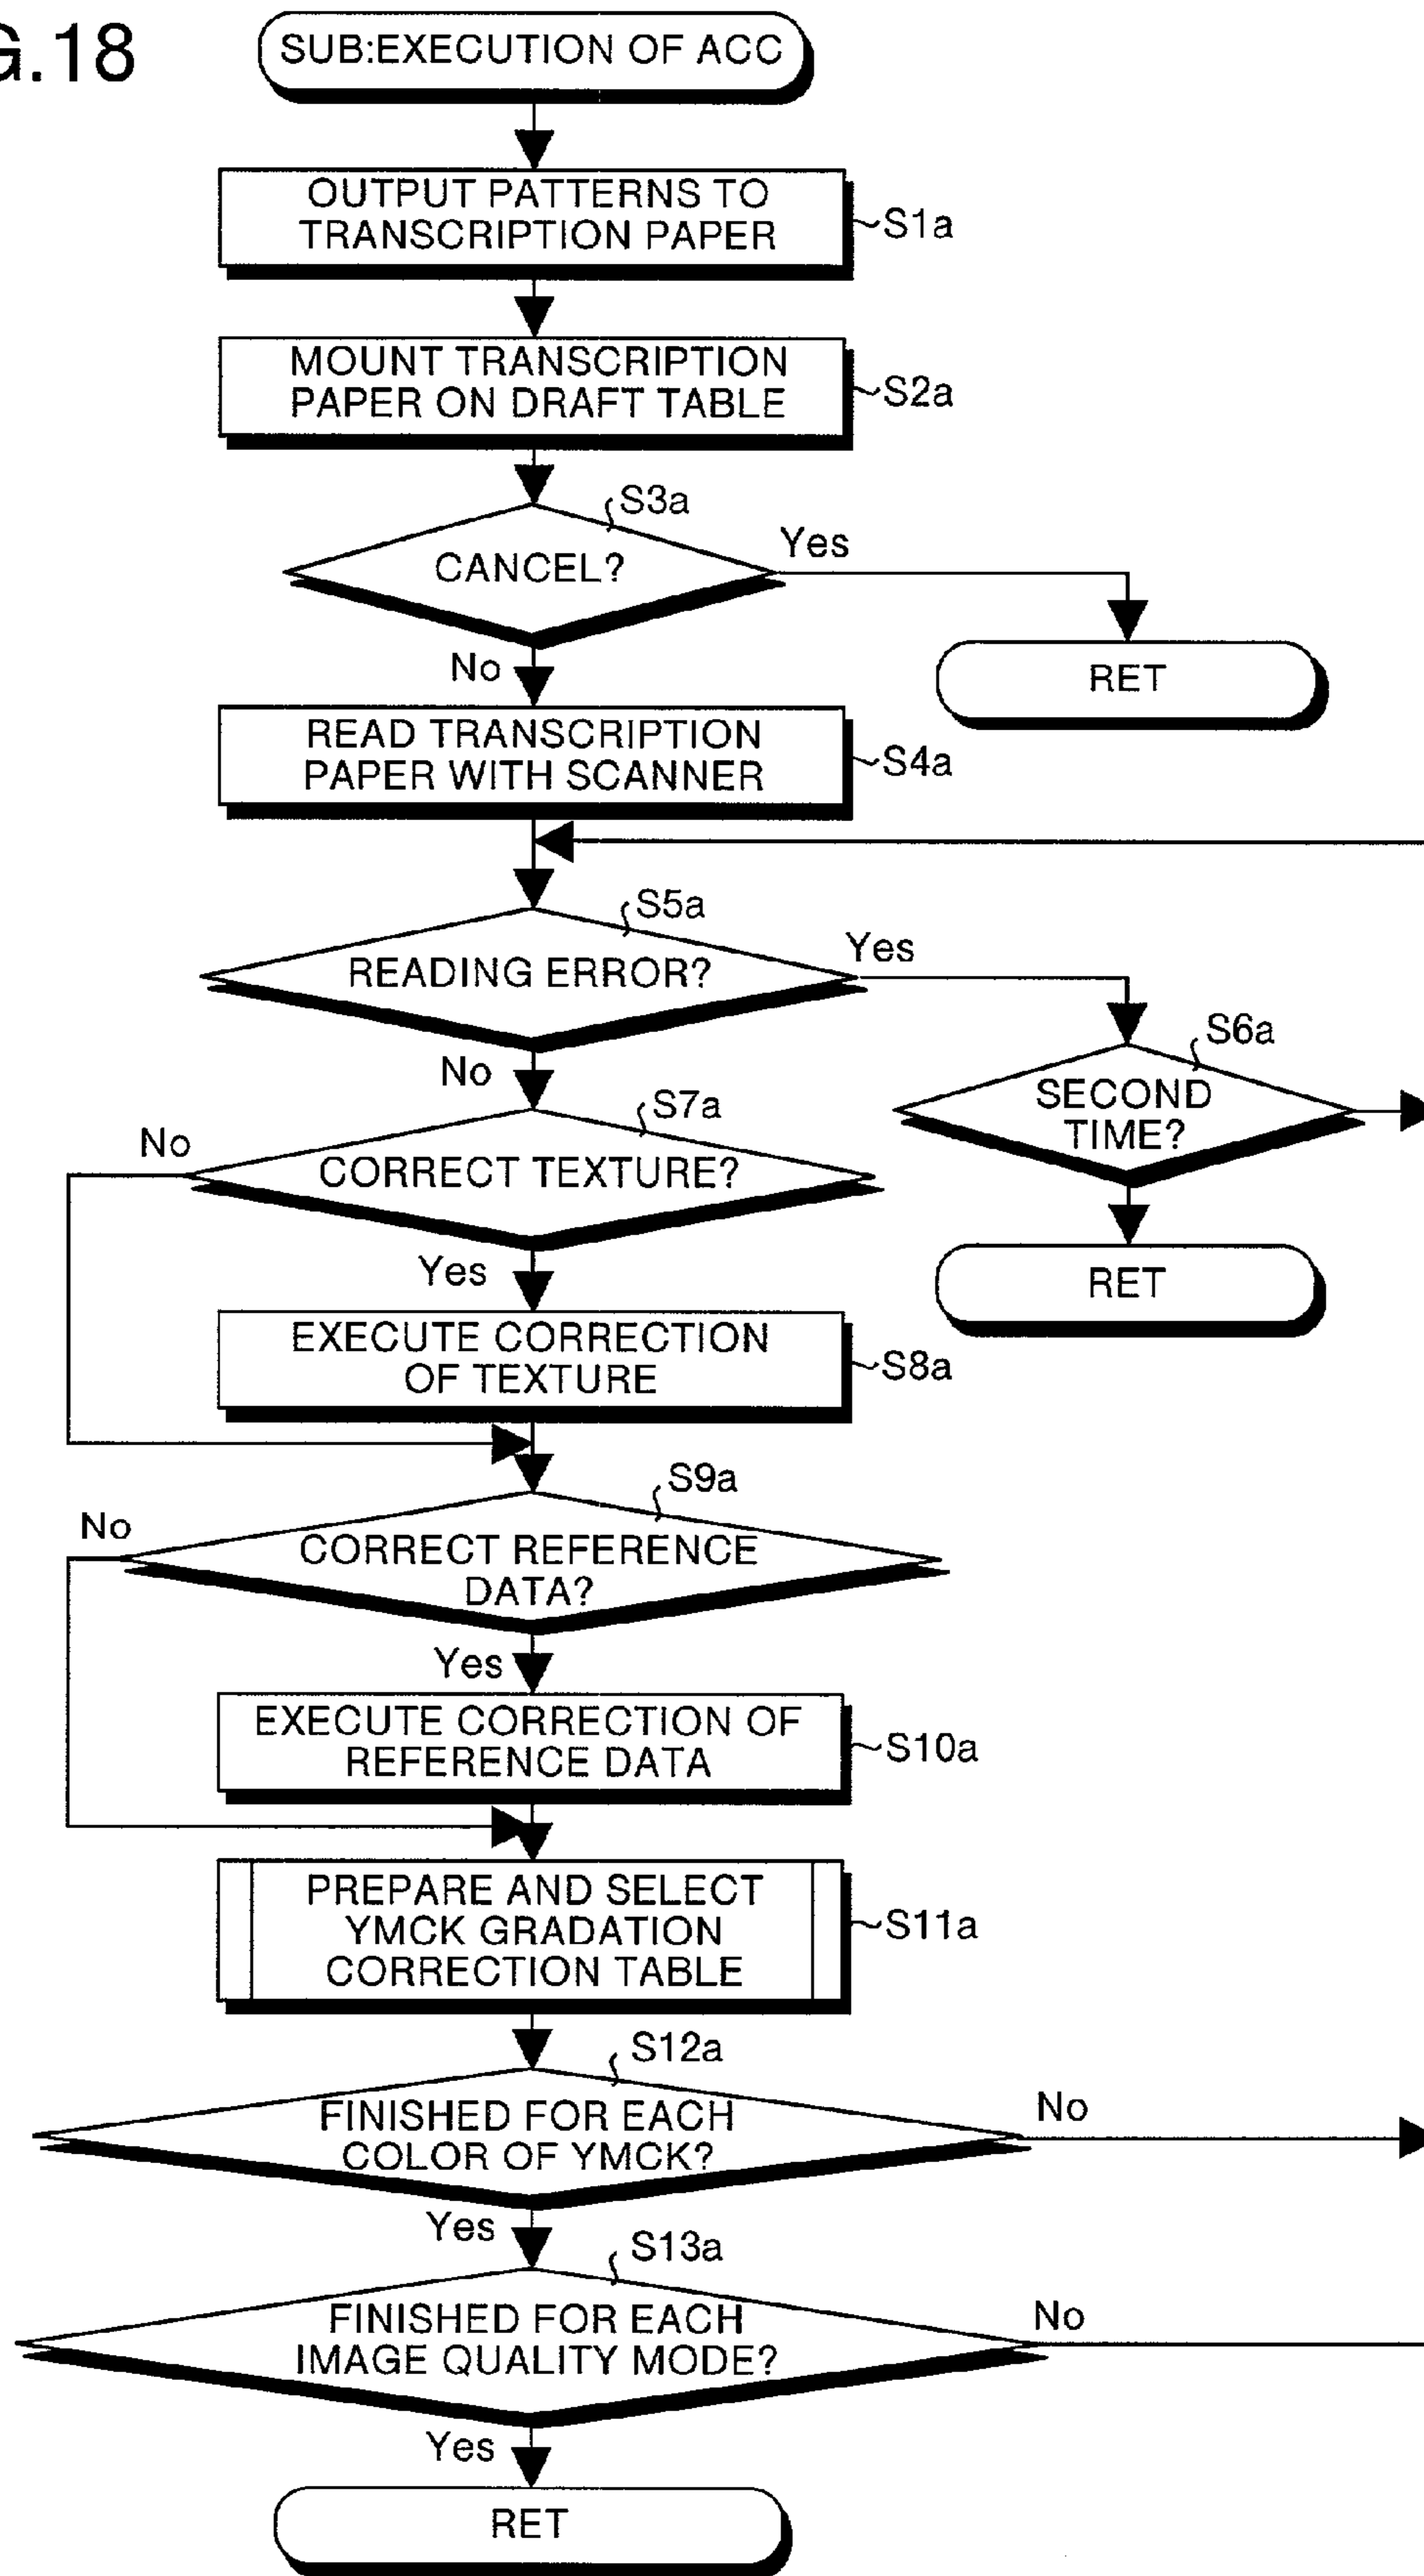 G.18
SUB:EXECUTION OF ACC
OUTPUT PATTERNS TO
TRANSCRIPTION PAPER
S1a
MOUNT TRANSCRIPTION
PAPER ON DRAFT TABLE
S2a
S3a
CANCEL?
Yes
No
RET
READ TRANSCRIPTION
PAPER WITH SCANNER
S4a
S5a
READING ERROR?
Yes
No
S6a
SECOND
TIME?
RET
S7a
No
CORRECT TEXTURE?
Yes
EXECUTE CORRECTION
OF TEXTURE
S8a
S9a
No
CORRECT REFERENCE
DATA?
Yes
EXECUTE CORRECTION OF
REFERENCE DATA
S10a
PREPARE AND SELECT
YMCK GRADATION
CORRECTION TABLE
S11a
S12a
FINISHED FOR EACH
COLOR OF YMCK?
No
Yes
S13a
FINISHED FOR EACH
IMAGE QUALITY MODE?
No
Yes
RET